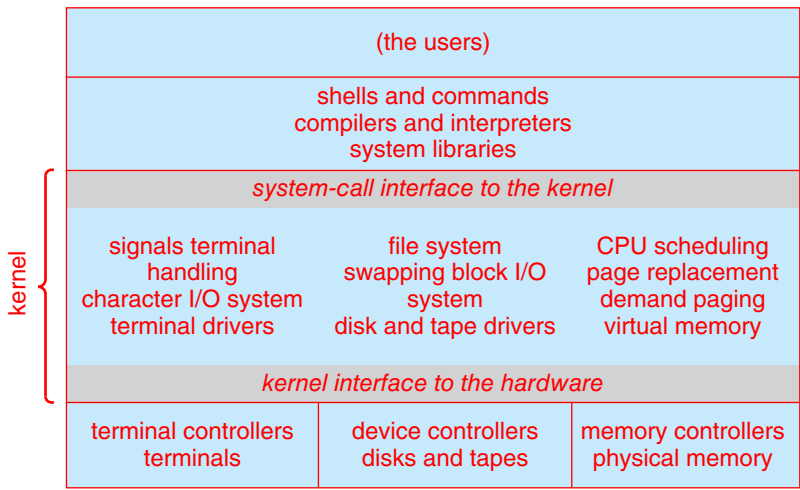 (the users)
shells and commands
compilers and interpreters
system libraries
kernel
system-call interface to the kernel
signals terminal
handling
character I/O system
terminal drivers
file system
swapping block I/O
system
disk and tape drivers
CPU scheduling
page replacement
demand paging
virtual memory
kernel interface to the hardware
terminal controllers
terminals
device controllers
disks and tapes
memory controllers
physical memory